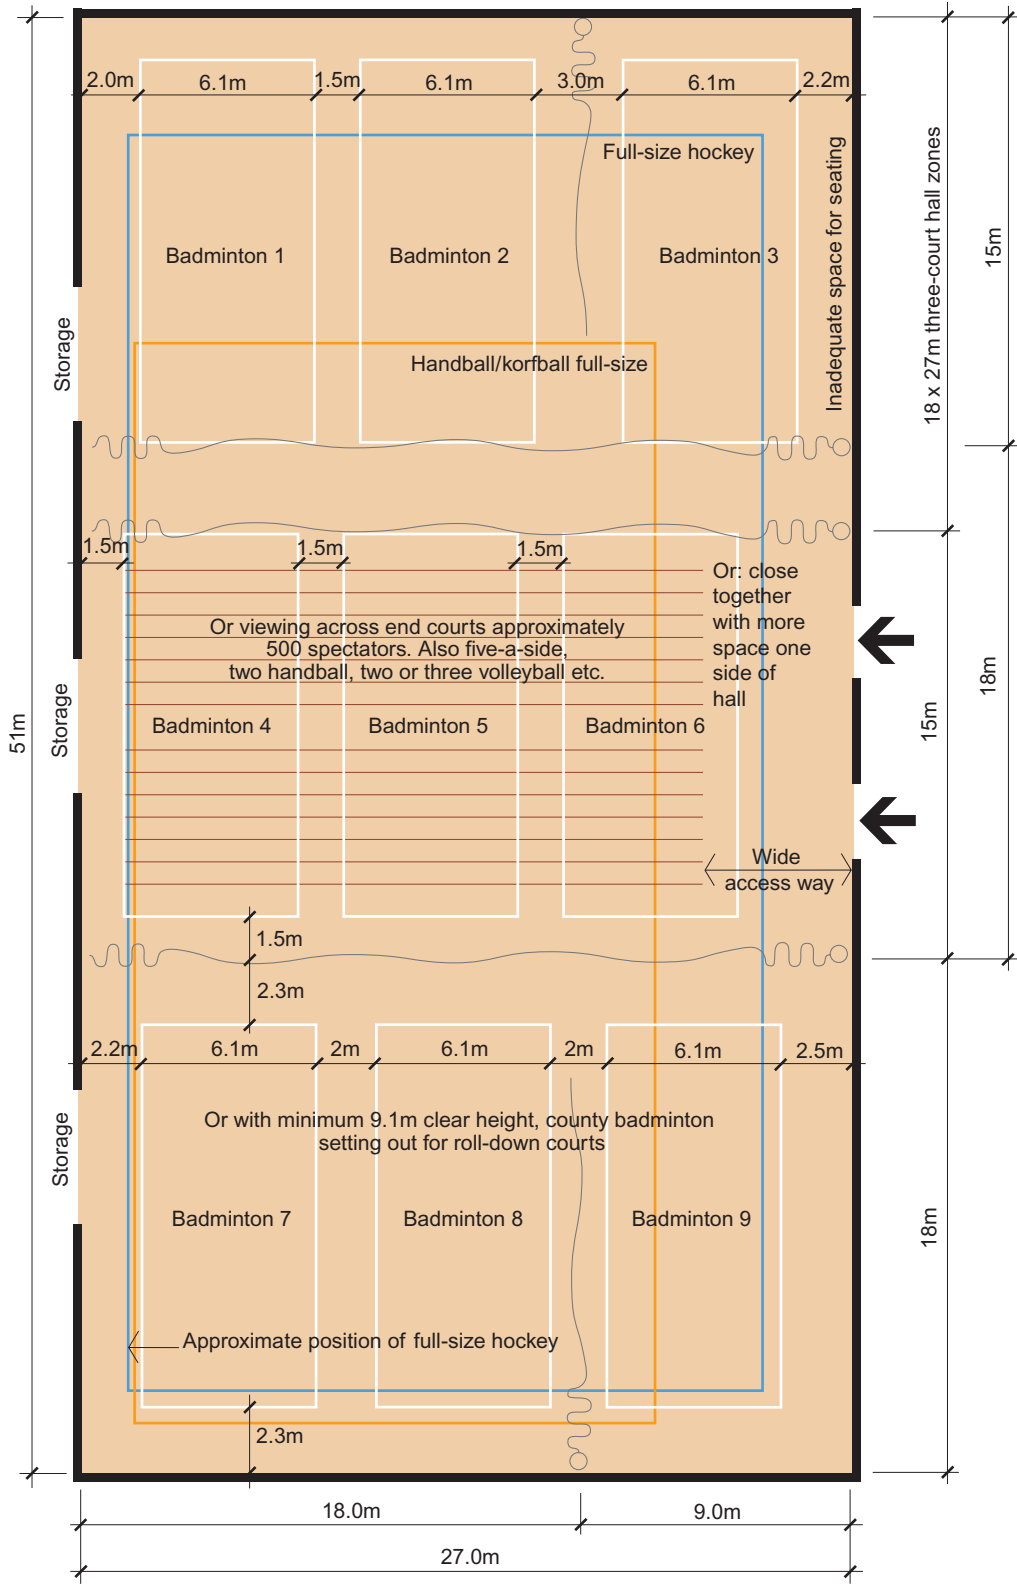 2.0m
6.1m
1.5m
6.1m
3.0m
6.1m
2.2m
Full-size hockey
Badminton 1
Badminton 2
Badminton 3
Inadequate space for seating
18 x 27m three-court hall zones
15m
Storage
Handball/korfball full-size
1.5m
1.5m
1.5m
Or: close
together
with more
space one
side of
hall
Or viewing across end courts approximately
500 spectators. Also five-a-side,
two handball, two or three volleyball etc.
Badminton 4
Badminton 5
Badminton 6
Storage
51m
15m
18m
Wide
access way
1.5m
2.3m
2.2m
6.1m
2m
6.1m
2m
6.1m
2.5m
Or with minimum 9.1m clear height, county badminton
setting out for roll-down courts
Storage
Badminton 7
Badminton 8
Badminton 9
18m
Approximate position of full-size hockey
2.3m
18.0m
9.0m
27.0m